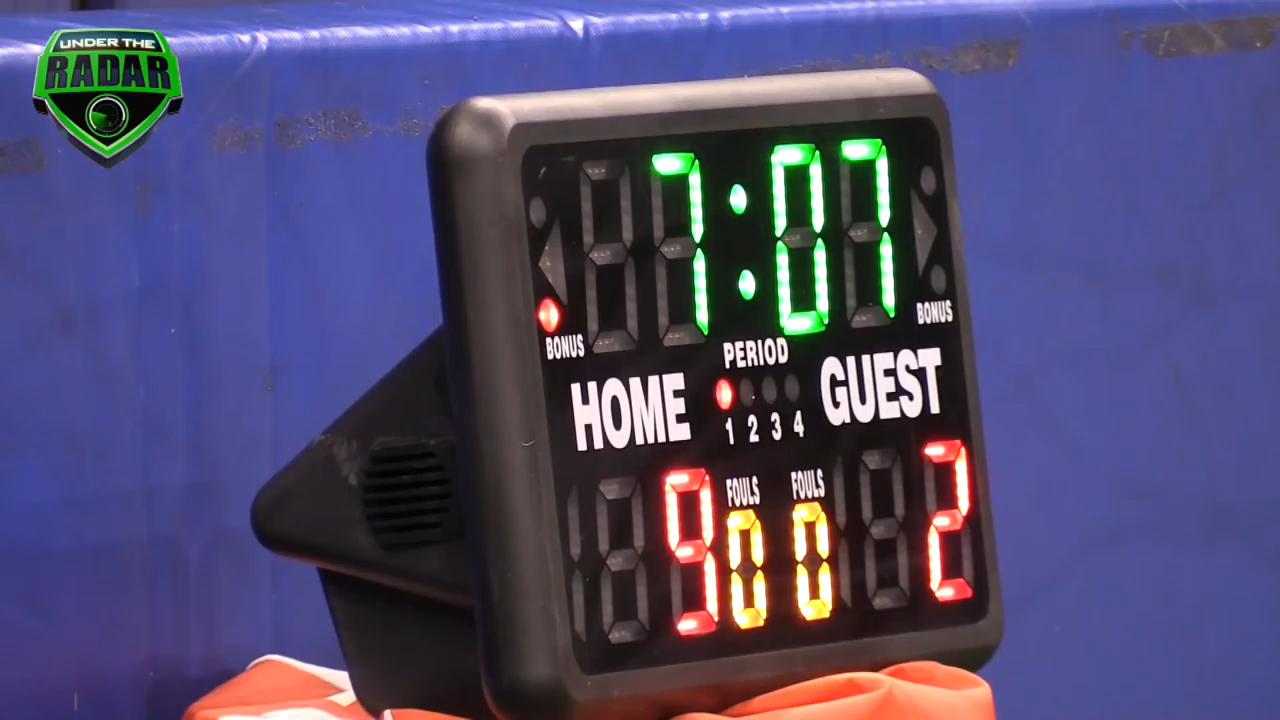 UNDER THE
RADAR
7:07
BONUS
BONUS
PERIOD
HOME
GUEST
1 2 3 4
FOULS
FOULS
9
0
0
2